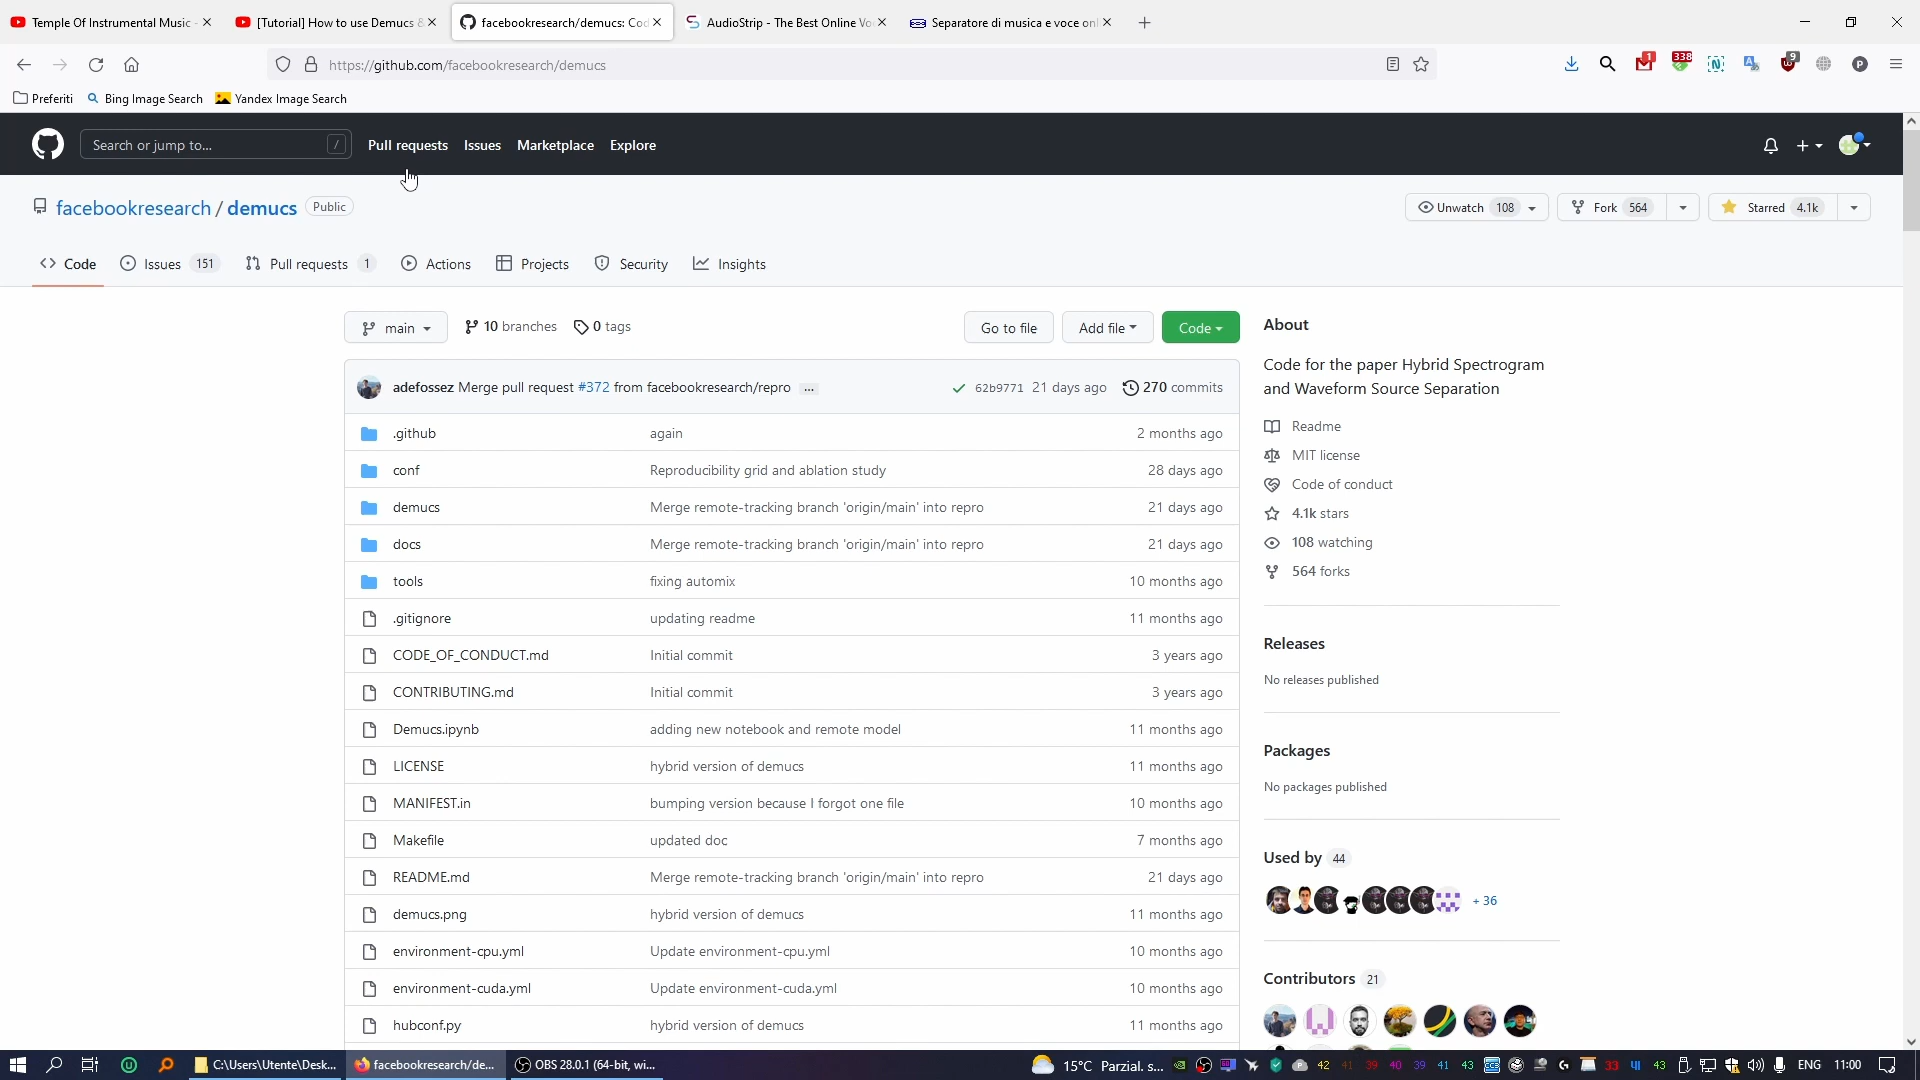 Temple Of Instrumental Music -
[Tutorial] How to use Demucs &
facebookresearch/demucs: Cod
AudioStrip - The Best Online Vo
Separatore di musica e voce onl
https://github.com/facebookresearch/demucs
1
338
9
P
Preferiti
Bing Image Search
Yandex Image Search
Search or jump to...
/
Pull requests
Issues
Marketplace
Explore
facebookresearch / demucs
Public
Unwatch 108
Fork 564
Starred 4.1k
Code
Issues 151
Pull requests 1
Actions
Projects
Security
Insights
main
10 branches
0 tags
Go to file
Add file
Code
adefossez Merge pull request #372 from facebookresearch/repro ...
62b9771 21 days ago
270 commits
.github again 2 months ago
conf Reproducibility grid and ablation study 28 days ago
demucs Merge remote-tracking branch 'origin/main' into repro 21 days ago
docs Merge remote-tracking branch 'origin/main' into repro 21 days ago
tools fixing automix 10 months ago
.gitignore updating readme 11 months ago
CODE_OF_CONDUCT.md Initial commit 3 years ago
CONTRIBUTING.md Initial commit 3 years ago
Demucs.ipynb adding new notebook and remote model 11 months ago
LICENSE hybrid version of demucs 11 months ago
MANIFEST.in bumping version because I forgot one file 10 months ago
Makefile updated doc 7 months ago
README.md Merge remote-tracking branch 'origin/main' into repro 21 days ago
demucs.png hybrid version of demucs 11 months ago
environment-cpu.yml Update environment-cpu.yml 10 months ago
environment-cuda.yml Update environment-cuda.yml 10 months ago
hubconf.py hybrid version of demucs 11 months ago
About
Code for the paper Hybrid Spectrogram
and Waveform Source Separation
Readme
MIT license
Code of conduct
4.1k stars
108 watching
564 forks
Releases
No releases published
Packages
No packages published
Used by 44
+ 36
Contributors 21
C:\Users\Utente\Desk...
facebookresearch/de...
OBS 28.0.1 (64-bit, wi...
15°C Parzial. s...
42 41 39 40 39 41 43
33
43
ENG
11:00